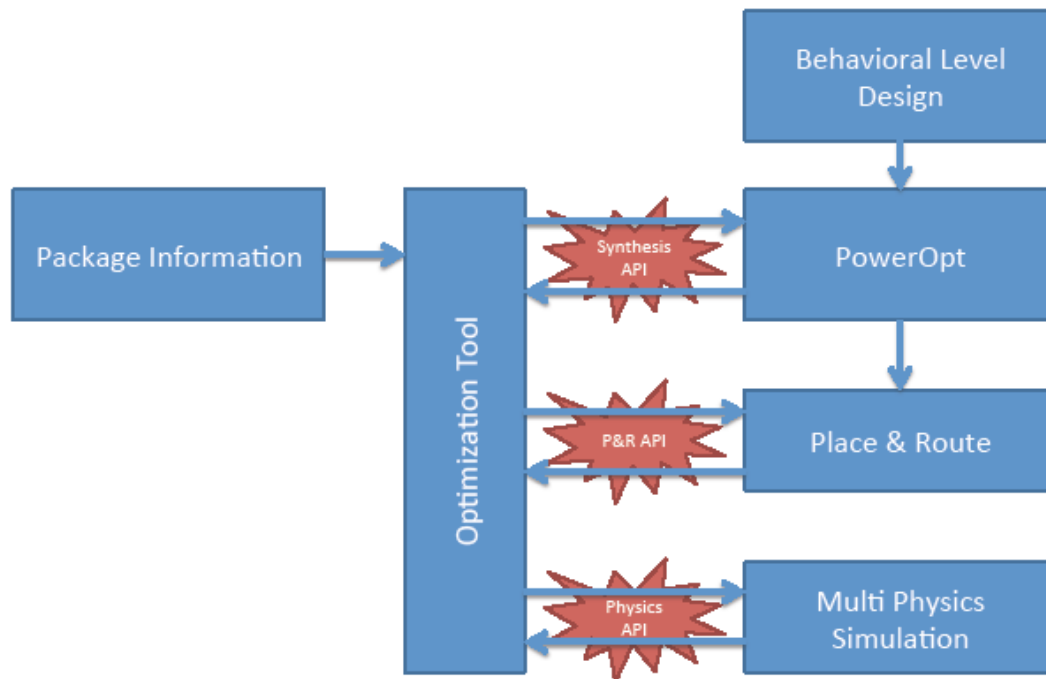 Behavioral Level
Design
Package Information
Optimization Tool
Synthesis
API
PowerOpt
P&R API
Place & Route
Physics
API
Multi Physics
Simulation